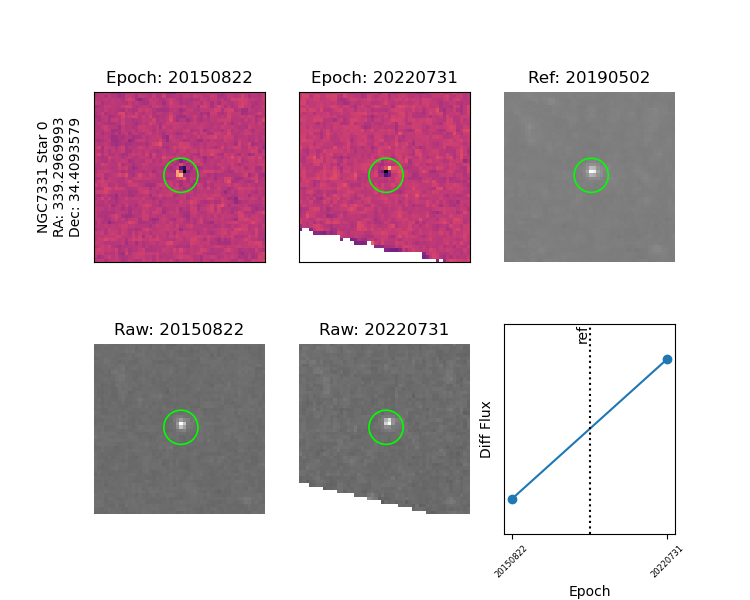 Epoch: 20150822
Epoch: 20220731
Ref: 20190502
NGC7331 Star 0
RA: 339.2969993
Dec: 34.4093579
Raw: 20150822
Raw: 20220731
ref
Diff Flux
20150822
20220731
Epoch